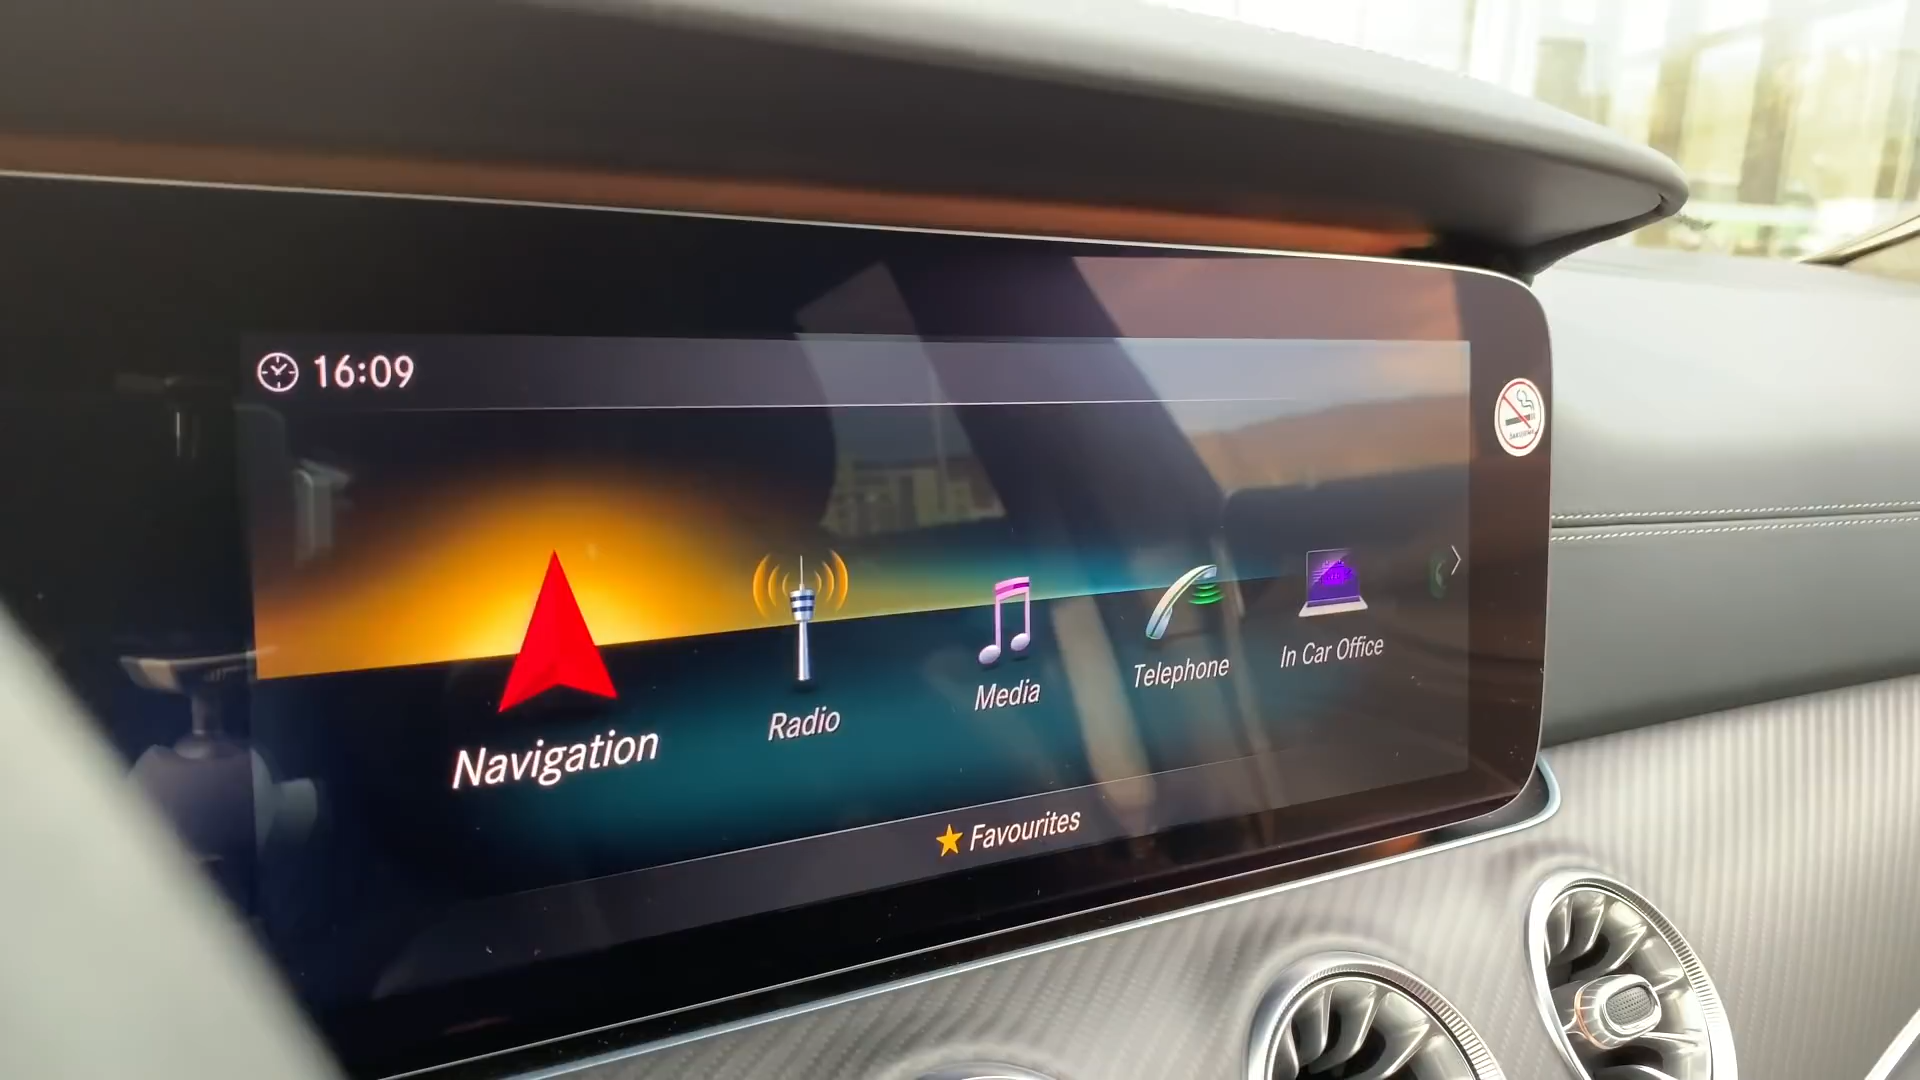 16:09
Navigation
Radio
Media
Telephone
In Car Office
Favourites